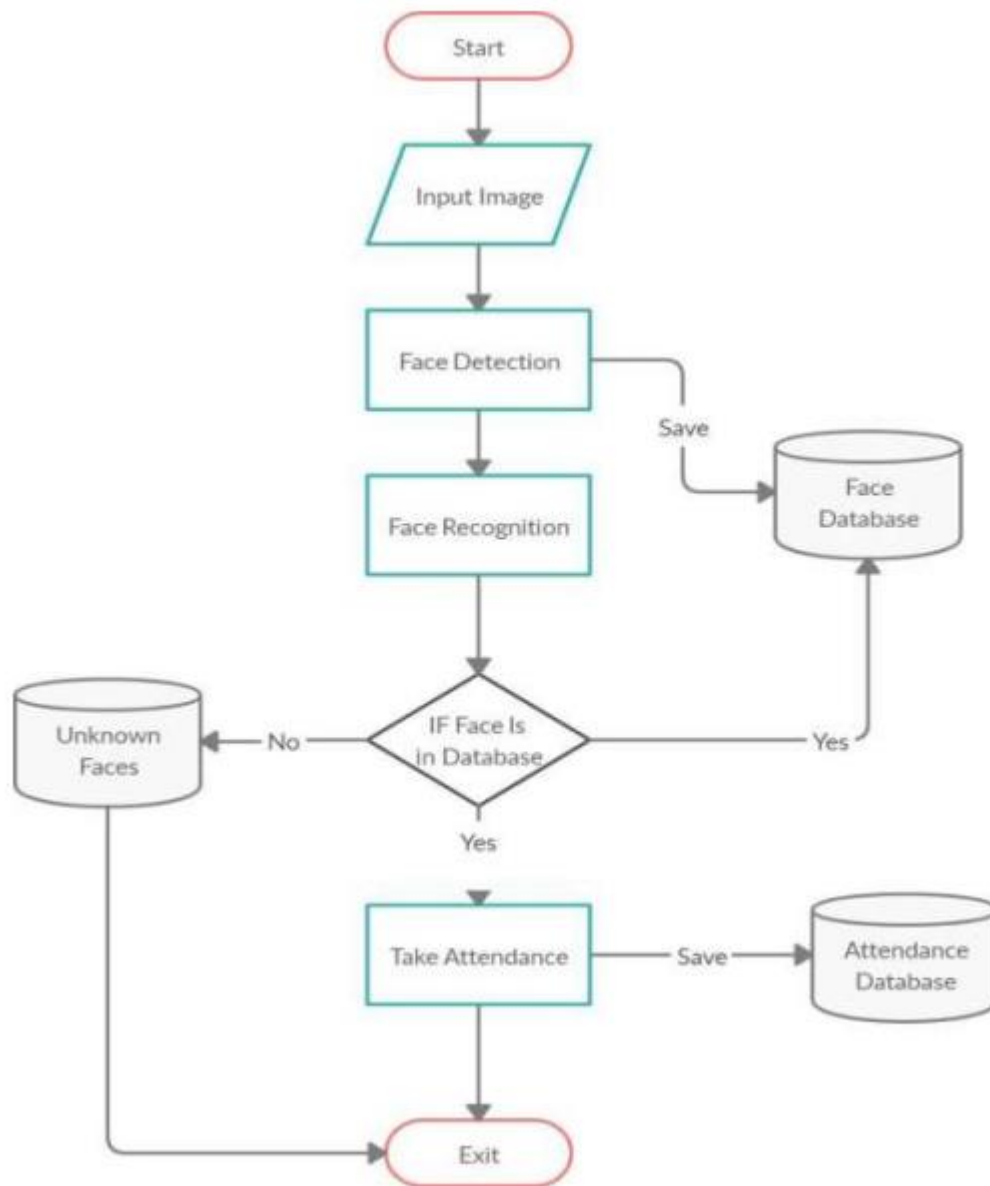 Start
Input Image
Face Detection
Save
Face
Database
Face Recognition
IF Face Is
in Database
No
Unknown
Faces
Yes
Yes
Take Attendance
Save
Attendance
Database
Exit